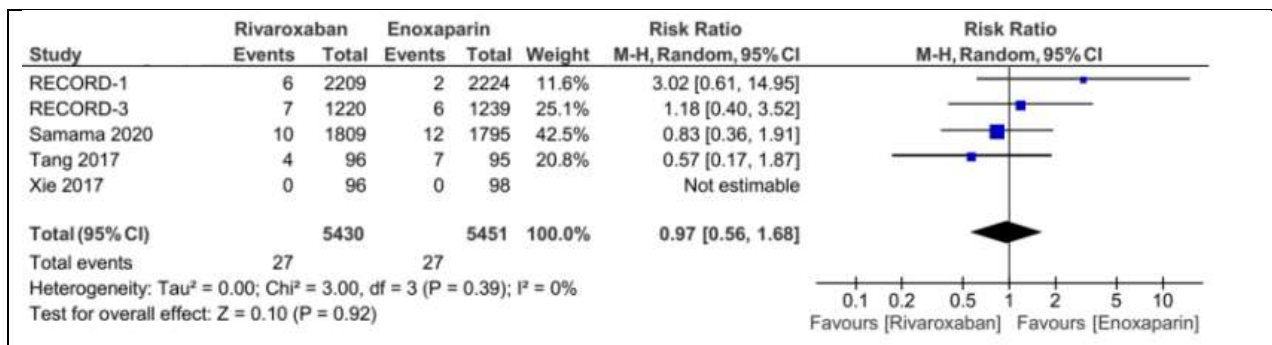 Rivaroxaban Enoxaparin Risk Ratio Risk Ratio
Study Events Total Events Total Weight M-H, Random, 95% CI M-H, Random, 95% CI
RECORD-1 6 2209 2 2224 11.6% 3.02 [0.61, 14.95]
RECORD-3 7 1220 6 1239 25.1% 1.18 [0.40, 3.52]
Samama 2020 10 1809 12 1795 42.5% 0.83 [0.36, 1.91]
Tang 2017 4 96 7 95 20.8% 0.57 [0.17, 1.87]
Xie 2017 0 96 0 98 Not estimable
Total (95% CI) 5430 5451 100.0% 0.97 [0.56, 1.68]
Total events 27 27
Heterogeneity: Tau² = 0.00; Chi² = 3.00, df = 3 (P = 0.39); I² = 0%
Test for overall effect: Z = 0.10 (P = 0.92)
0.1 0.2 0.5 1 2 5 10
Favours [Rivaroxaban] Favours [Enoxaparin]